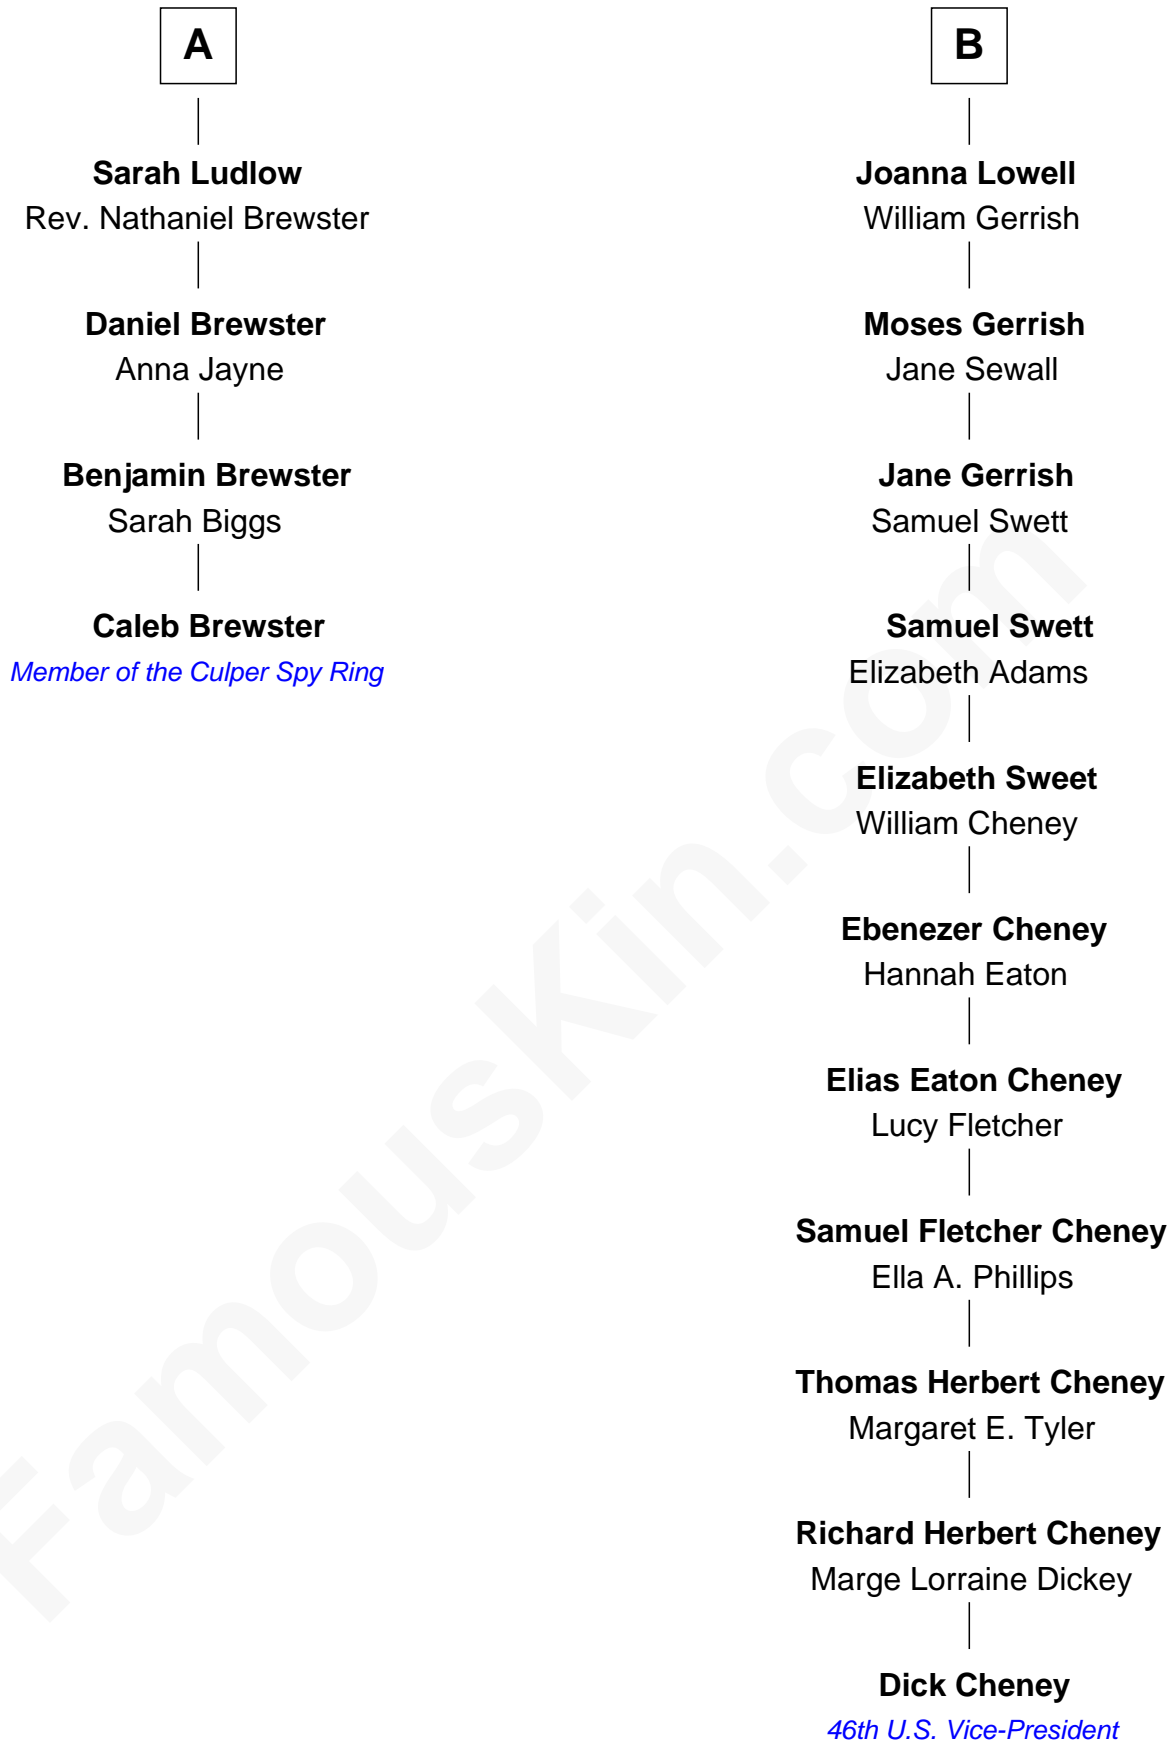 A
Sarah Ludlow
Rev. Nathaniel Brewster
Daniel Brewster
Anna Jayne
Benjamin Brewster
Sarah Biggs
Caleb Brewster
Member of the Culper Spy Ring
B
Joanna Lowell
William Gerrish
Moses Gerrish
Jane Sewall
Jane Gerrish
Samuel Swett
Samuel Swett
Elizabeth Adams
Elizabeth Sweet
William Cheney
Ebenezer Cheney
Hannah Eaton
Elias Eaton Cheney
Lucy Fletcher
Samuel Fletcher Cheney
Ella A. Phillips
Thomas Herbert Cheney
Margaret E. Tyler
Richard Herbert Cheney
Marge Lorraine Dickey
Dick Cheney
46th U.S. Vice-President
FamousKin.com